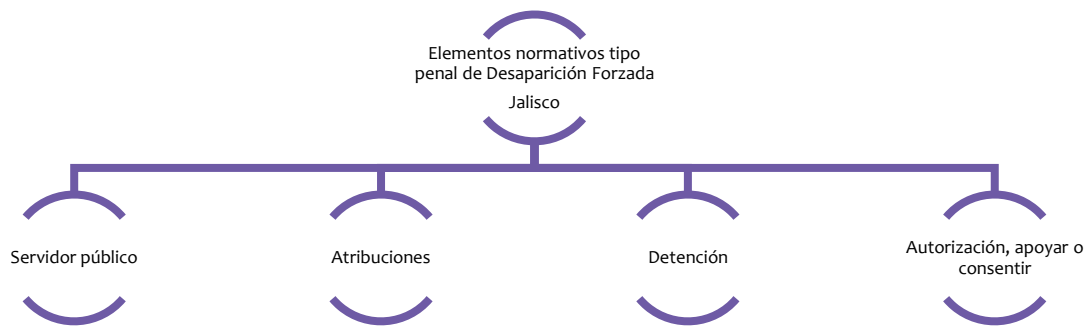 Elementos normativos tipo
penal de Desaparición Forzada
Jalisco
Servidor público
Atribuciones
Detención
Autorización, apoyar o
consentir